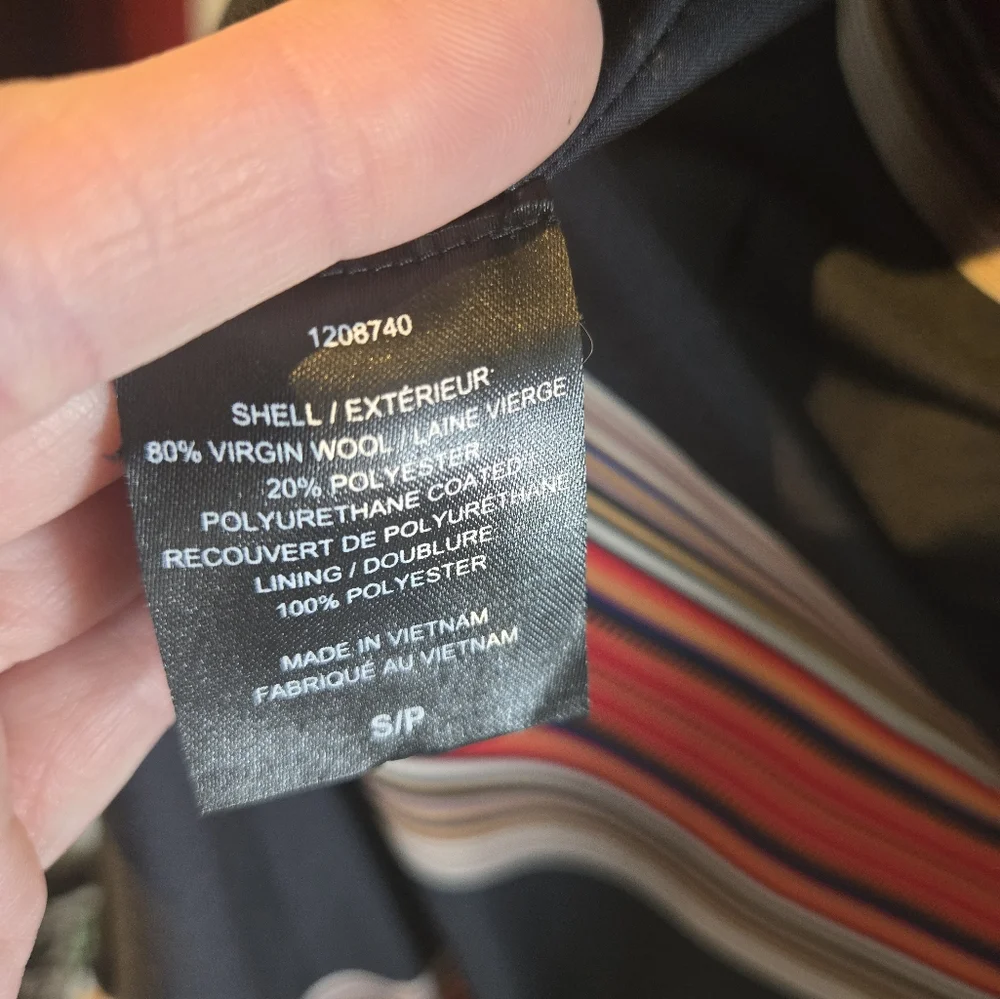 1208740
SHELL / EXTÉRIEUR
80% VIRGIN WOOL / LAINE VIERGE
20% POLYESTER
POLYURETHANE COATED/
RECOUVERT DE POLYURÉTHANE
LINING / DOUBLURE
100% POLYESTER
MADE IN VIETNAM
FABRIQUÉ AU VIETNAM
S/P